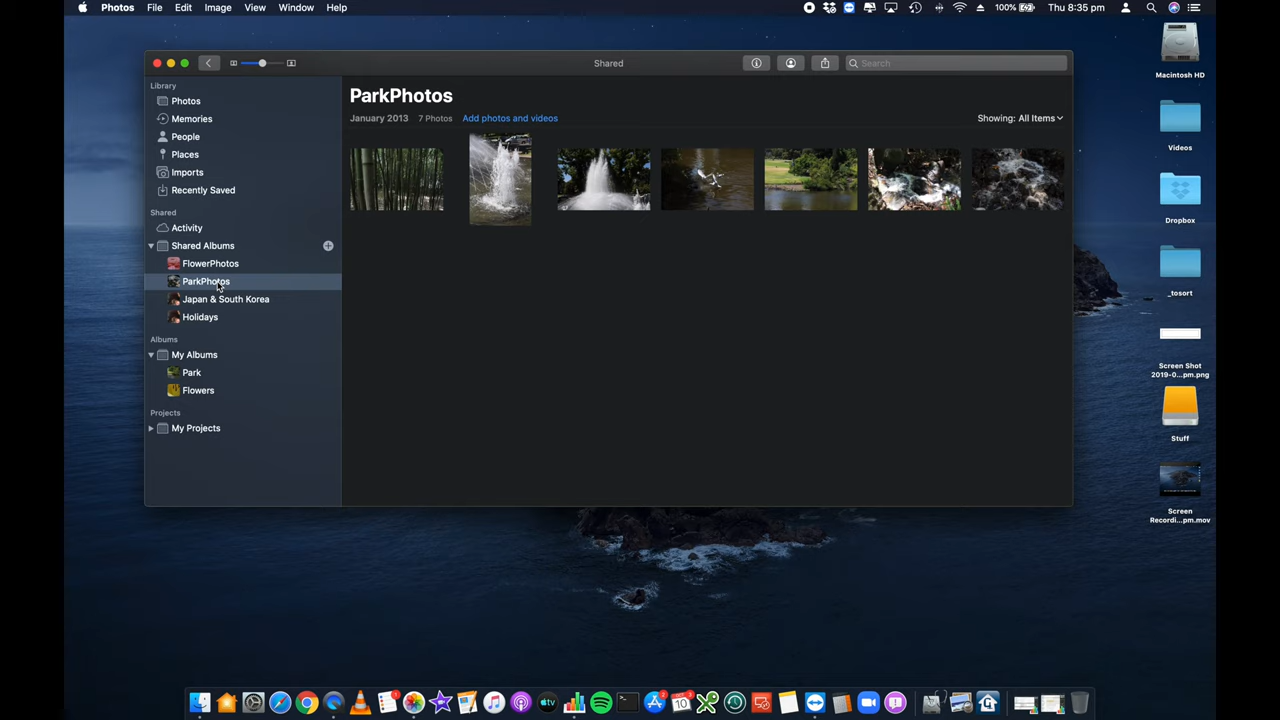 Photos File Edit Image View Window Help
100% Thu 8:35 pm
Shared
Search
Library
Photos
Memories
People
Places
Imports
Recently Saved
Shared
Activity
Shared Albums
FlowerPhotos
ParkPhotos
Japan & South Korea
Holidays
Albums
My Albums
Park
Flowers
Projects
My Projects
ParkPhotos
January 2013 7 Photos Add photos and videos
Showing: All Items
Macintosh HD
Videos
Dropbox
_tosort
Screen Shot
2019-0...pm.png
Stuff
Screen
Recordi...pm.mov